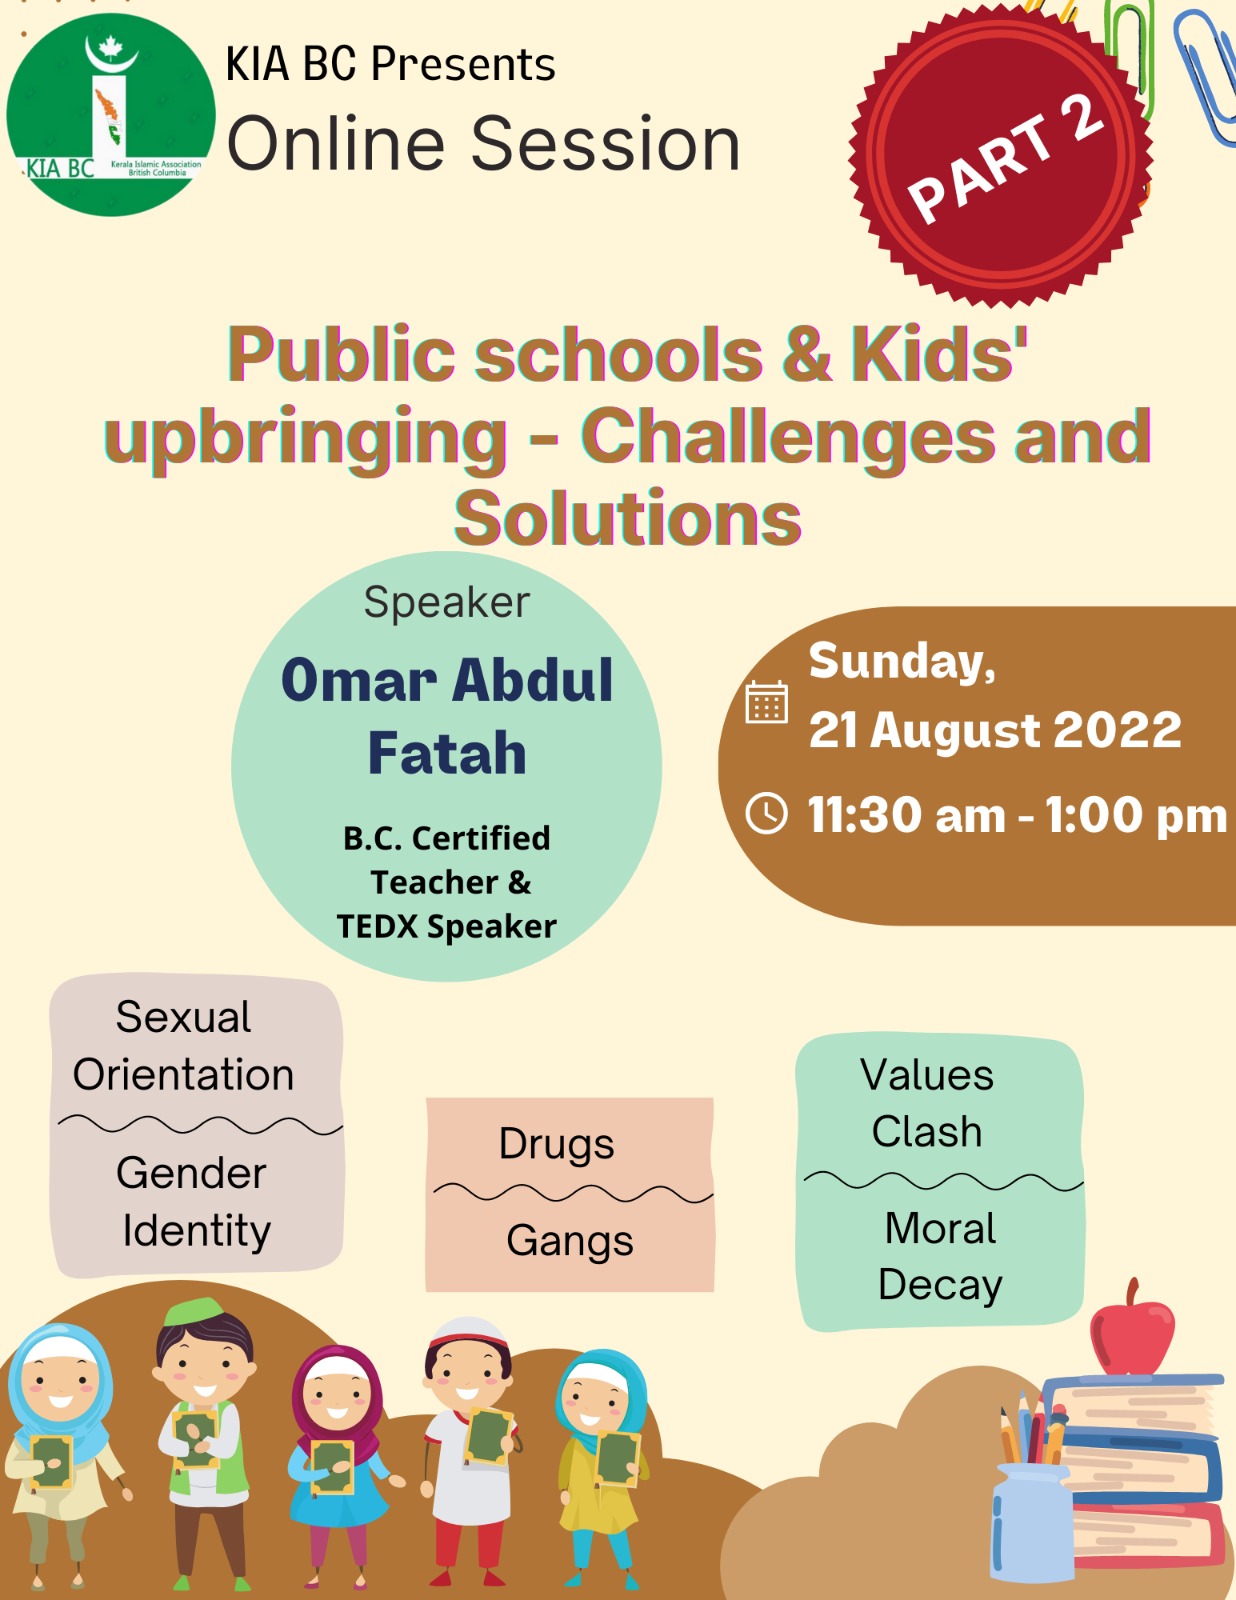 KIA BC Presents
Online Session
KIA BC
Kerala Islamic Association
British Columbia
PART 2
Public schools & Kids'
upbringing - Challenges and
Solutions
Speaker
Omar Abdul
Fatah
B.C. Certified
Teacher &
TEDX Speaker
Sunday,
21 August 2022
11:30 am - 1:00 pm
Sexual
Orientation
Gender
Identity
Drugs
Gangs
Values
Clash
Moral
Decay